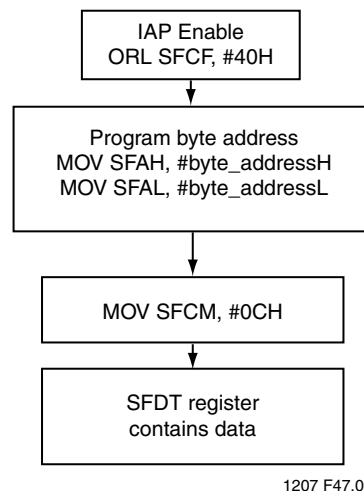 IAP Enable
ORL SFCF, #40H
Program byte address
MOV SFAH, #byte_addressH
MOV SFAL, #byte_addressL
MOV SFCM, #0CH
SFDT register
contains data
1207 F47.0